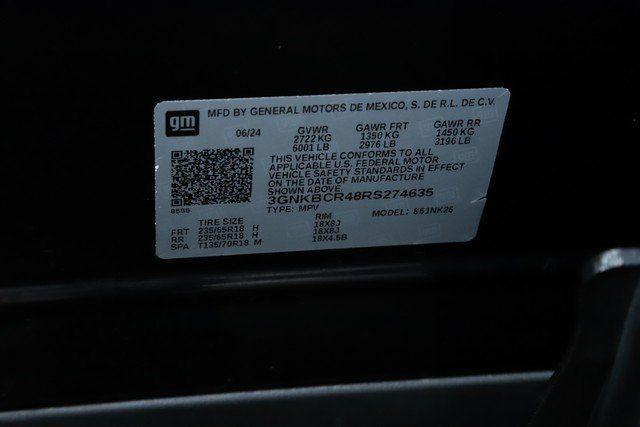 gm
MFD BY GENERAL MOTORS DE MEXICO, S. DE R.L. DE C.V.
06/24 GVWR GAWR FRT GAWR RR
2722 KG 1350 KG 1450 KG
6001 LB 2976 LB 3196 LB
THIS VEHICLE CONFORMS TO ALL
APPLICABLE U.S. FEDERAL MOTOR
VEHICLE SAFETY STANDARDS IN EFFECT
ON THE DATE OF MANUFACTURE
SHOWN ABOVE.
3GNKBCR48RS274635
8595
TYPE: MPV MODEL: 651NK26
TIRE SIZE RIM
FRT 235/65R18 H 18X8J
RR 235/65R18 H 18X8J
SPA T135/70R18 M 18X4.5B